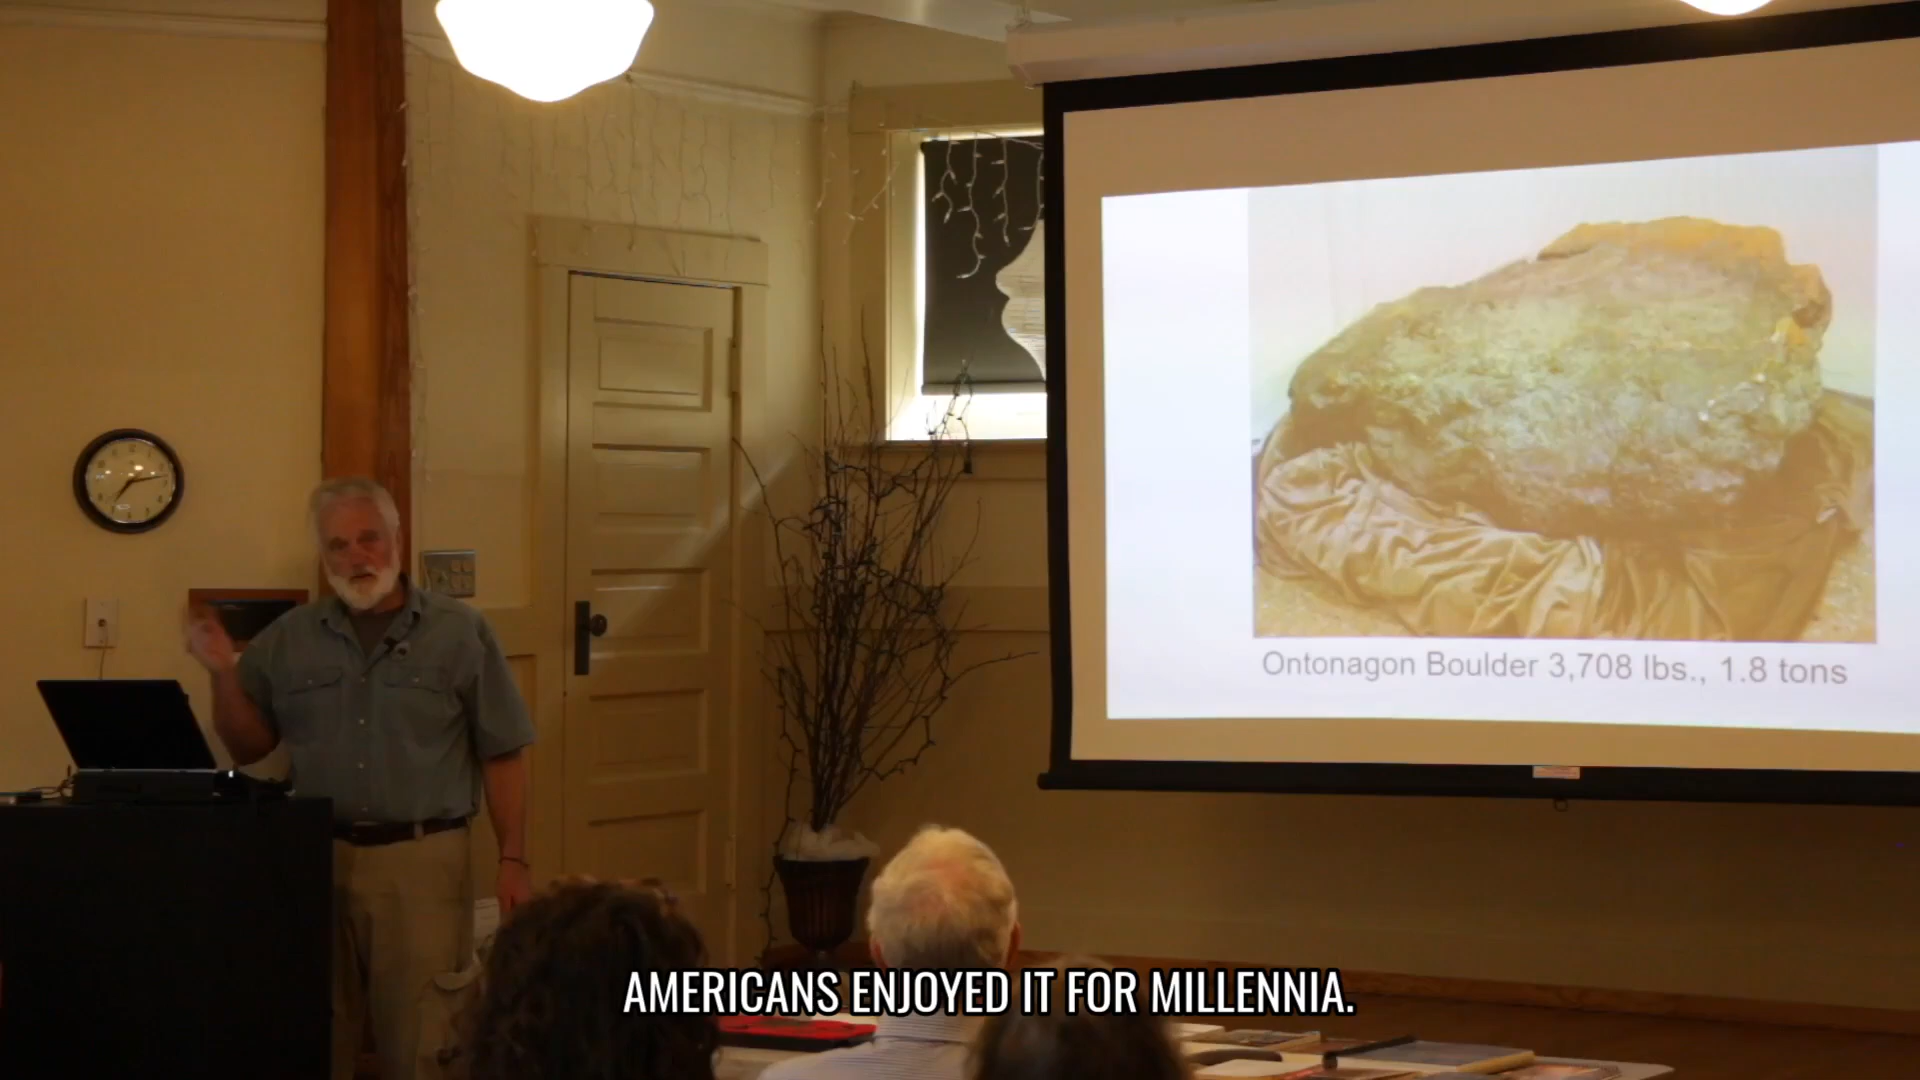 Ontonagon Boulder 3,708 lbs., 1.8 tons
AMERICANS ENJOYED IT FOR MILLENNIA.